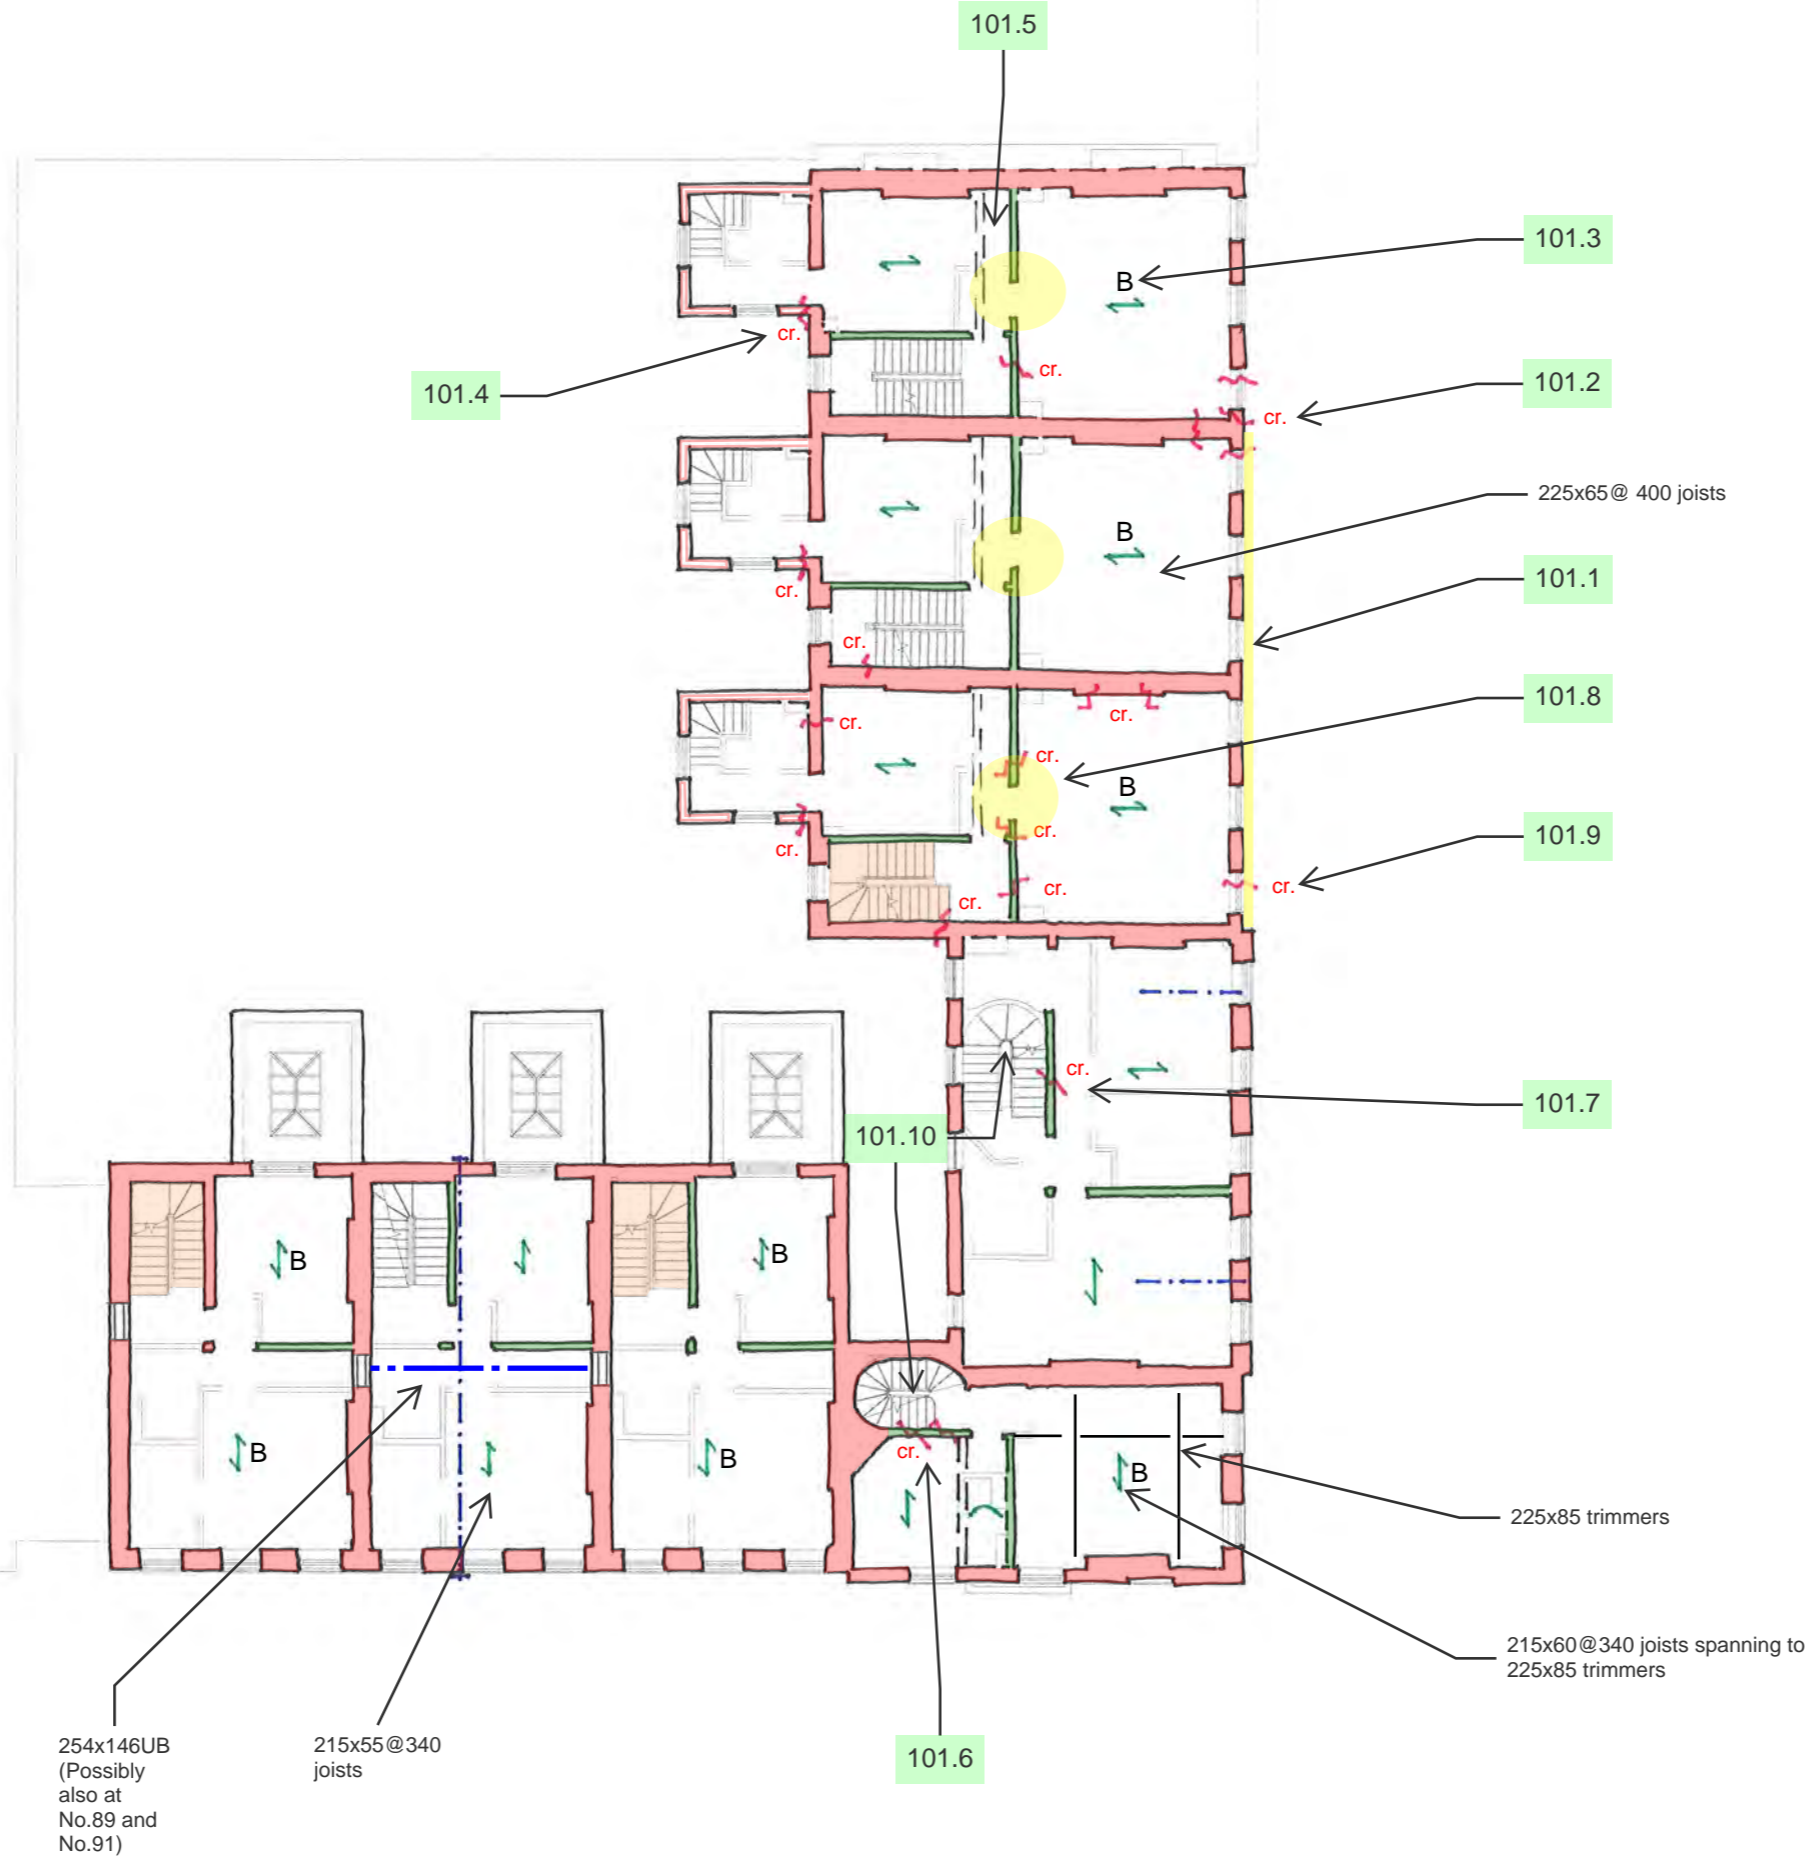 101.5
101.3
B
cr.
101.4
cr.
101.2
cr.
225x65@ 400 joists
B
101.1
cr.
cr.
101.8
cr.
cr.
cr.
B
cr.
101.9
cr.
cr.
cr.
cr.
cr.
101.7
101.10
B
B
B
B
cr.
B
225x85 trimmers
215x60@340 joists spanning to
225x85 trimmers
254x146UB
(Possibly
also at
No.89 and
No.91)
215x55@340
joists
101.6